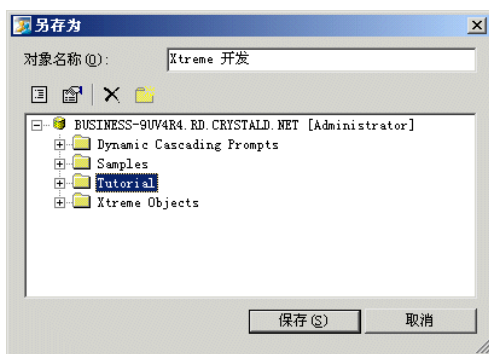 另存为
对象名称(O): Xtreme 开发
BUSINESS-9UV4R4.RD.CRYSTALD.NET [Administrator]
Dynamic Cascading Prompts
Samples
Tutorial
Xtreme Objects
保存(S) 取消